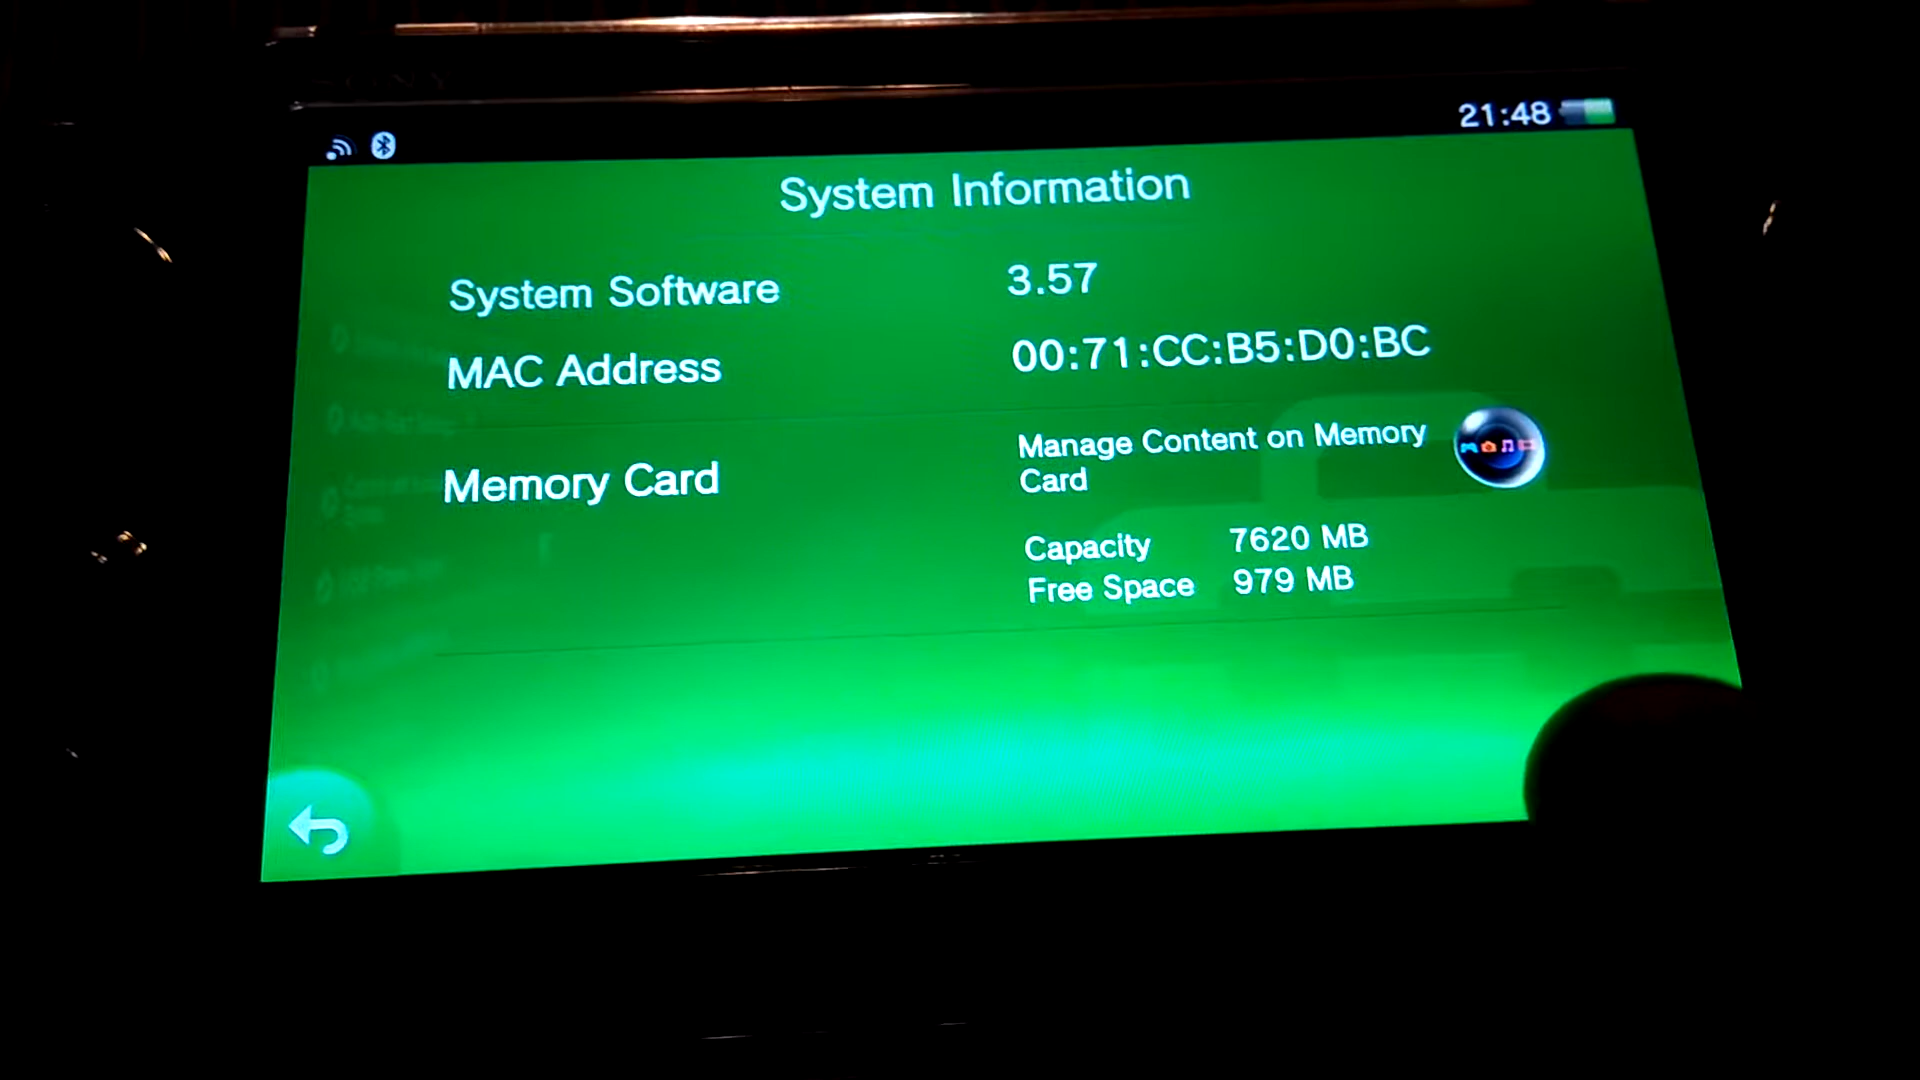 SONY
21:48
System Information
System Software 3.57
MAC Address 00:71:CC:B5:D0:BC
Memory Card
Manage Content on Memory
Card
Capacity 7620 MB
Free Space 979 MB